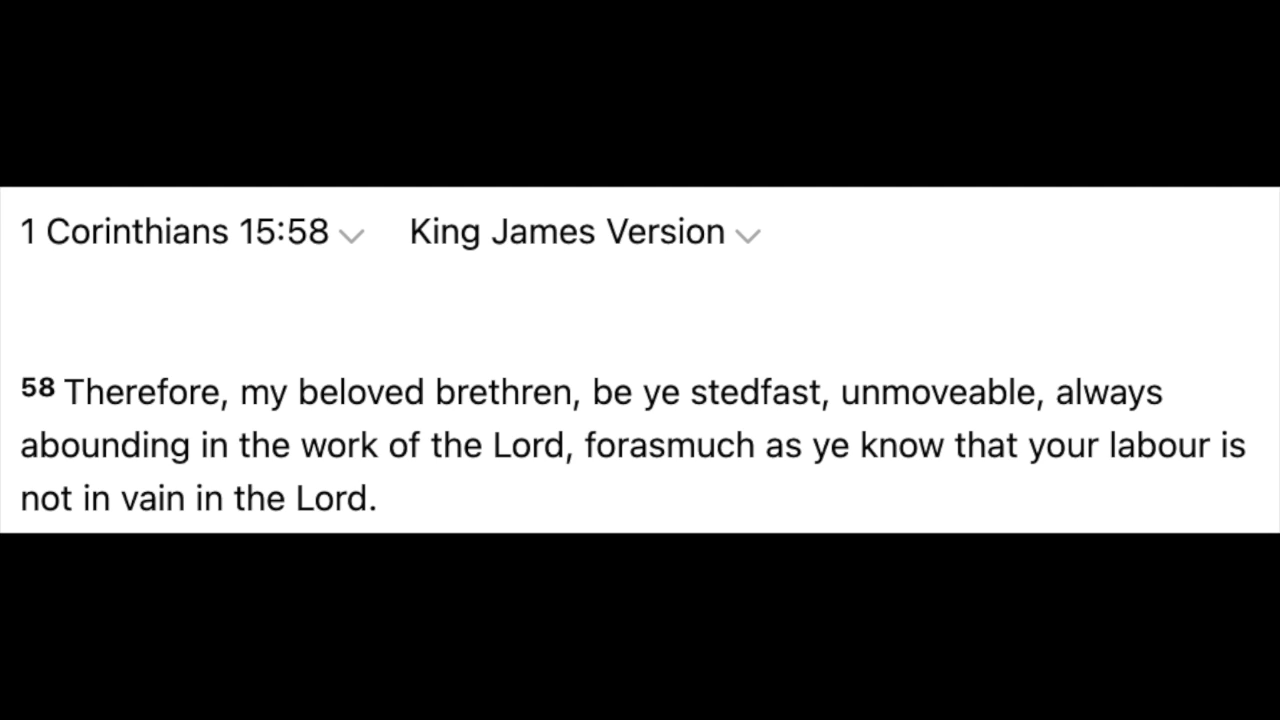 1 Corinthians 15:58 King James Version
58 Therefore, my beloved brethren, be ye stedfast, unmoveable, always
abounding in the work of the Lord, forasmuch as ye know that your labour is
not in vain in the Lord.